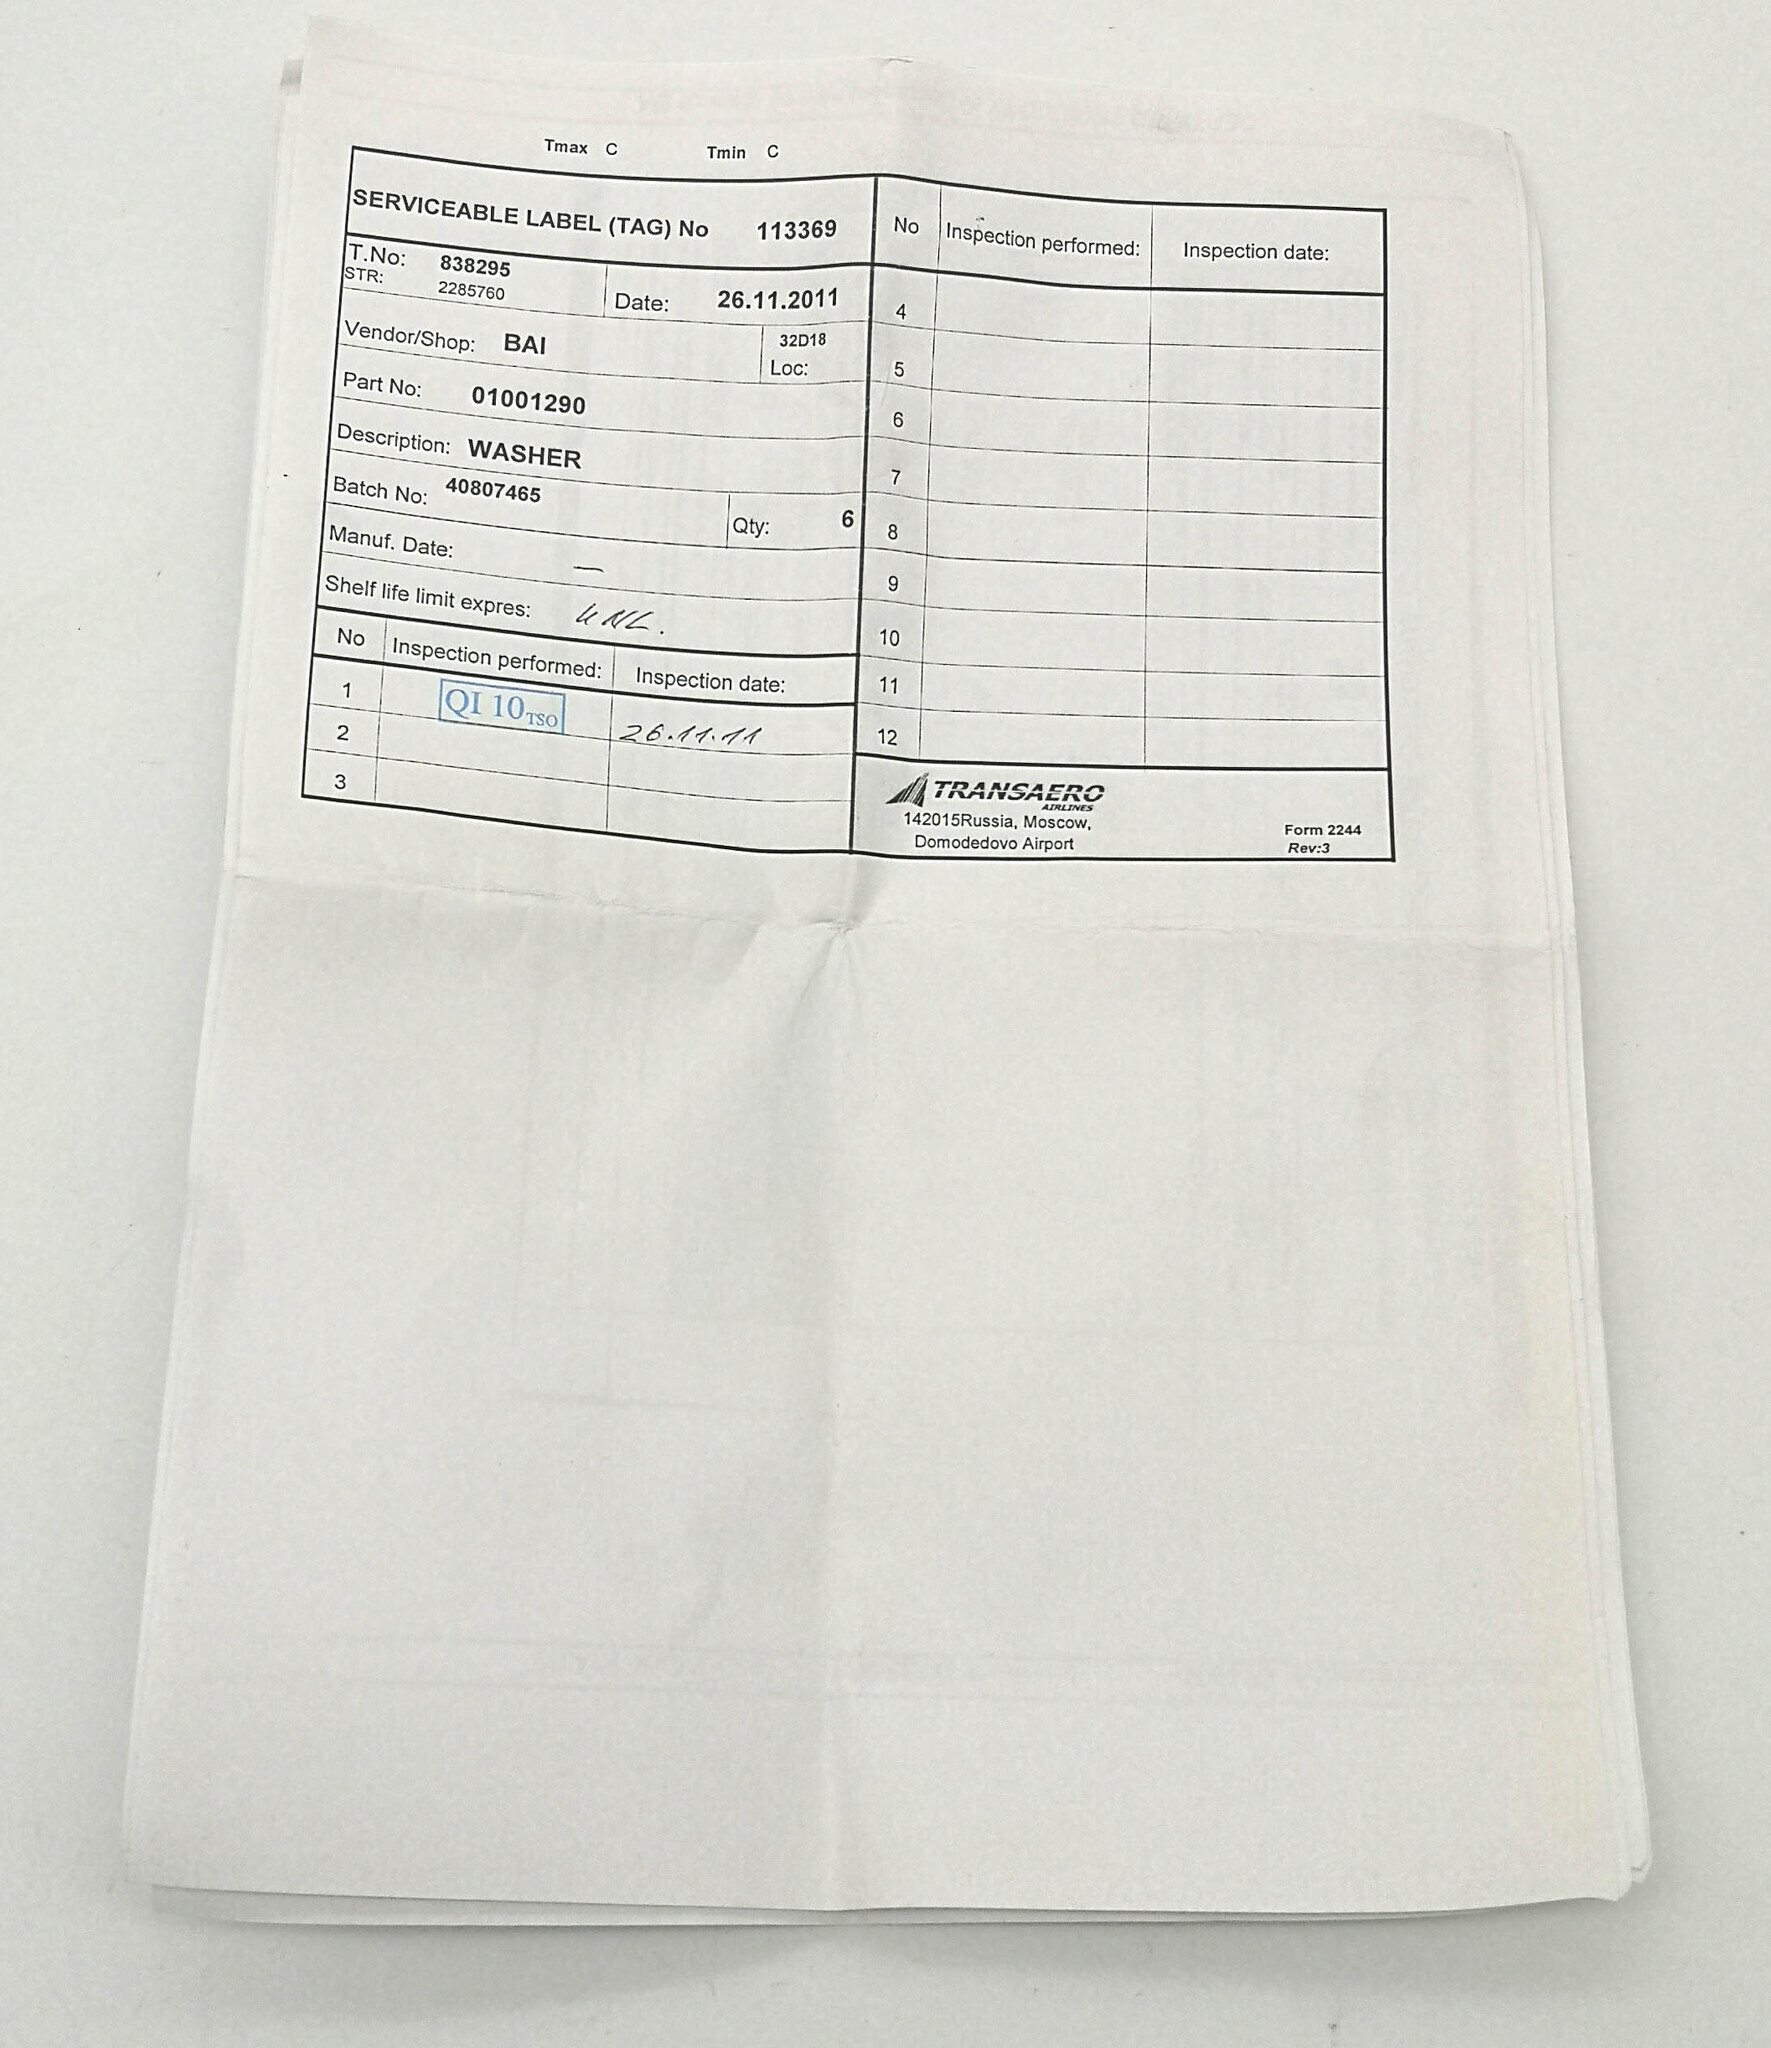 Tmax C Tmin C
SERVICEABLE LABEL (TAG) No 113369
T.No: 838295
STR: 2285760
Date: 26.11.2011
Vendor/Shop: BAI
32D18
Loc:
Part No: 01001290
Description: WASHER
Batch No: 40807465
Qty: 6
Manuf. Date: —
Shelf life limit expres: UNL.
No Inspection performed: Inspection date:
1 QI 10 TSO 26.11.11
2
3
No Inspection performed: Inspection date:
4
5
6
7
8
9
10
11
12
TRANSAERO
AIRLINES
142015Russia, Moscow,
Domodedovo Airport
Form 2244
Rev:3